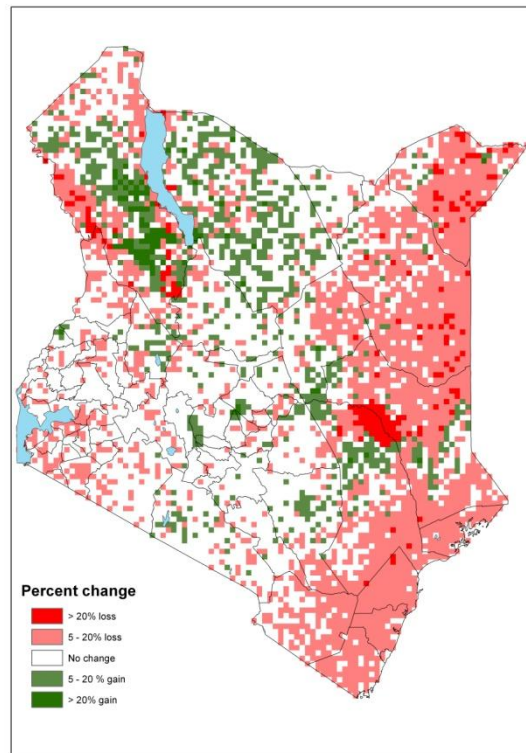 Percent change
> 20% loss
5 - 20% loss
No change
5 - 20 % gain
> 20% gain